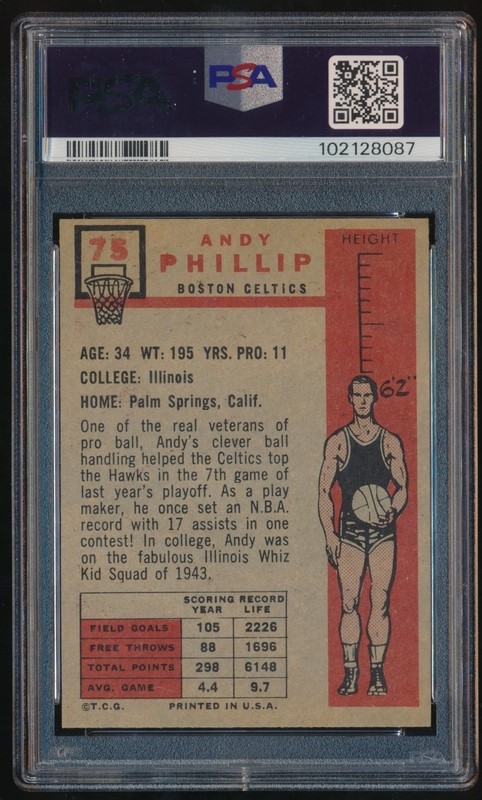 PSA
PSA
102128087
75
ANDY
PHILLIP
BOSTON CELTICS
HEIGHT
6'2"
AGE: 34 WT: 195 YRS. PRO: 11
COLLEGE: Illinois
HOME: Palm Springs, Calif.
One of the real veterans of
pro ball, Andy's clever ball
handling helped the Celtics top
the Hawks in the 7th game of
last year's playoff. As a play
maker, he once set an N.B.A.
record with 17 assists in one
contest! In college, Andy was
on the fabulous Illinois Whiz
Kid Squad of 1943.
SCORING RECORD
YEAR LIFE
FIELD GOALS 105 2226
FREE THROWS 88 1696
TOTAL POINTS 298 6148
AVG. GAME 4.4 9.7
©T.C.G. PRINTED IN U.S.A.
PSA